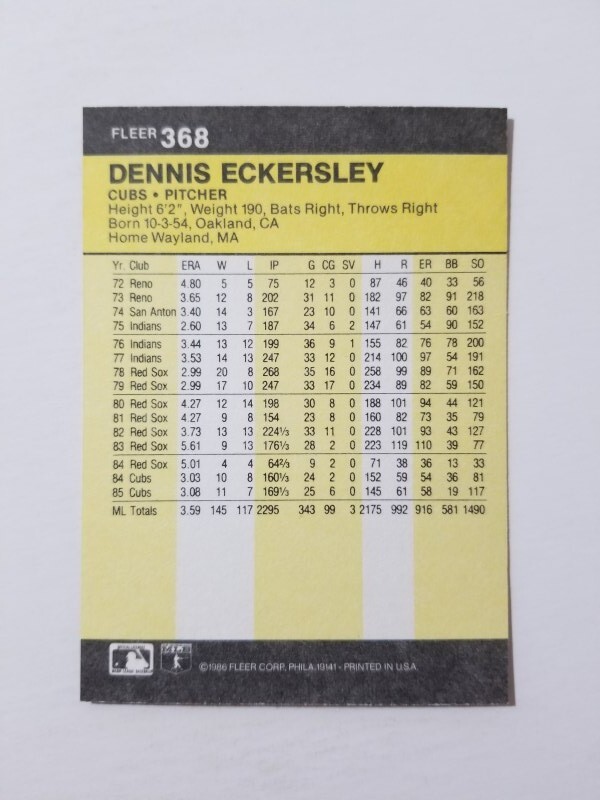 FLEER 368
DENNIS ECKERSLEY
CUBS • PITCHER
Height 6'2", Weight 190, Bats Right, Throws Right
Born 10-3-54, Oakland, CA
Home Wayland, MA
Yr. Club ERA W L IP G CG SV H R ER BB SO
72 Reno 4.80 5 5 75 12 3 0 87 46 40 33 56
73 Reno 3.65 12 8 202 31 11 0 182 97 82 91 218
74 San Anton 3.40 14 3 167 23 10 0 141 66 63 60 163
75 Indians 2.60 13 7 187 34 6 2 147 61 54 90 152
76 Indians 3.44 13 12 199 36 9 1 155 82 76 78 200
77 Indians 3.53 14 13 247 33 12 0 214 100 97 54 191
78 Red Sox 2.99 20 8 268 35 16 0 258 99 89 71 162
79 Red Sox 2.99 17 10 247 33 17 0 234 89 82 59 150
80 Red Sox 4.27 12 14 198 30 8 0 188 101 94 44 121
81 Red Sox 4.27 9 8 154 23 8 0 160 82 73 35 79
82 Red Sox 3.73 13 13 224⅓ 33 11 0 228 101 93 43 127
83 Red Sox 5.61 9 13 176⅓ 28 2 0 223 119 110 39 77
84 Red Sox 5.01 4 4 64⅔ 9 2 0 71 38 36 13 33
84 Cubs 3.03 10 8 160⅓ 24 2 0 152 59 54 36 81
85 Cubs 3.08 11 7 169⅓ 25 6 0 145 61 58 19 117
ML Totals 3.59 145 117 2295 343 99 3 2175 992 916 581 1490
©1986 FLEER CORP. PHILA. 19141 - PRINTED IN U.S.A.